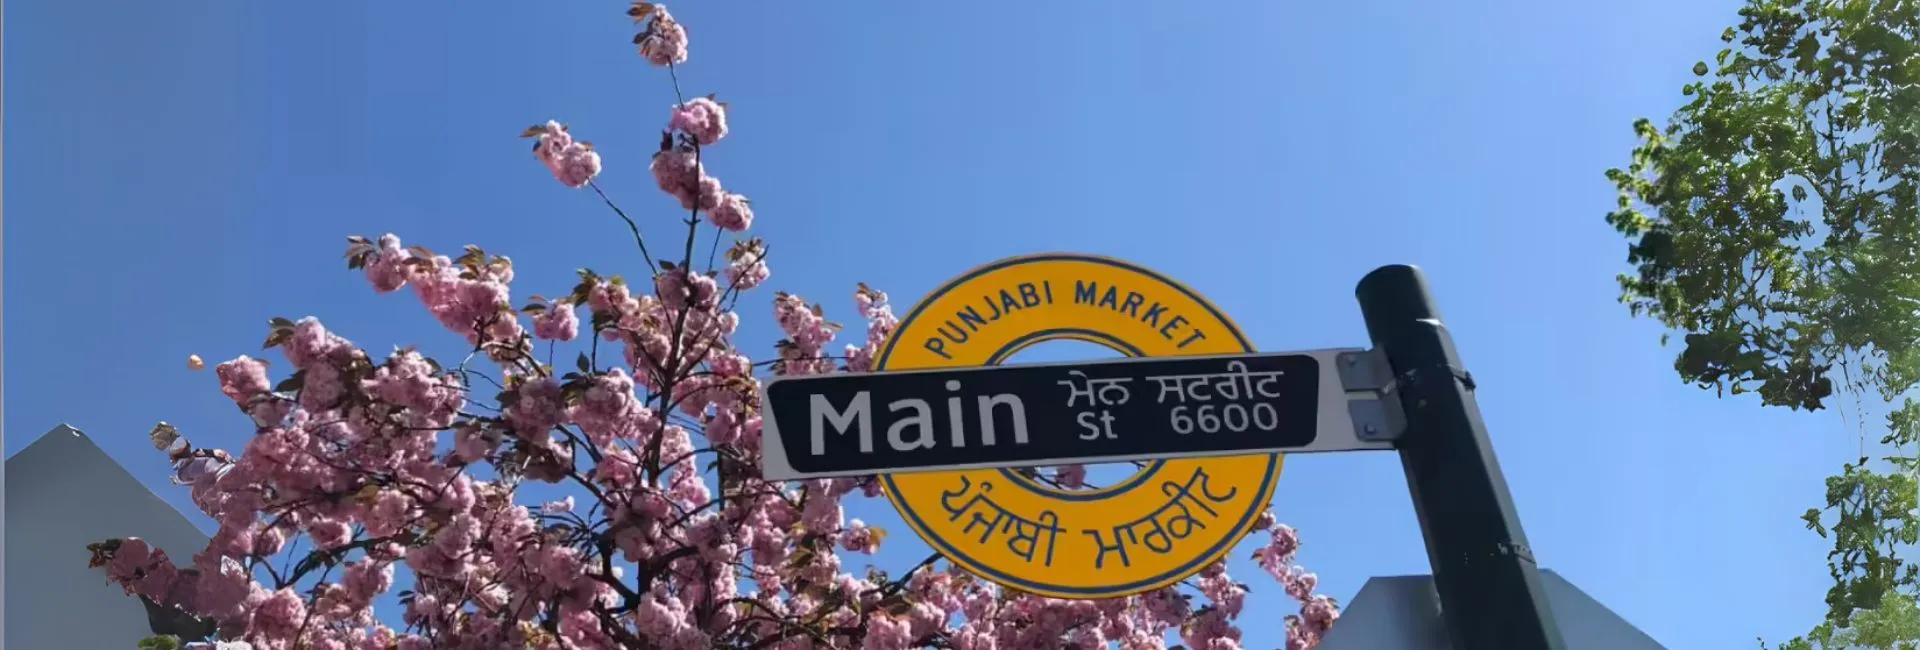 PUNJABI MARKET
Main ਮੇਨ ਸਟਰੀਟ
St 6600
ਪੰਜਾਬੀ ਮਾਰਕੀਟ